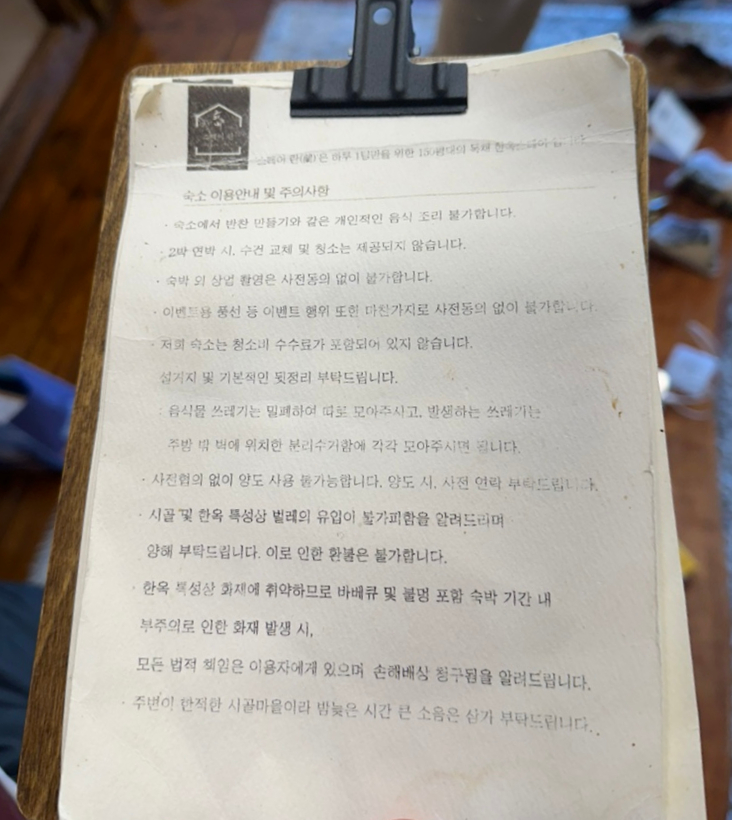 하루 1팀만을 위한 150평대의 독채
숙소 이용안내 및 주의사항
· 숙소에서 반찬 만들기와 같은 개인적인 음식 조리 불가합니다.
· 2박 연박 시, 수건 교체 및 청소는 제공되지 않습니다.
· 숙박 외 상업 촬영은 사전동의 없이 불가합니다.
· 이벤트용 풍선 등 이벤트 행위 또한 마찬가지로 사전동의 없이 불가합니다.
· 저희 숙소는 청소비 수수료가 포함되어 있지 않습니다.
설거지 및 기본적인 뒷정리 부탁드립니다.
: 음식물 쓰레기는 밀폐하여 따로 모아주시고, 발생하는 쓰레기는
주방 밖 벽에 위치한 분리수거함에 각각 모아주시면 됩니다.
· 사전협의 없이 양도 사용 불가능합니다. 양도 시, 사전 연락 부탁드립니다.
· 시골 및 한옥 특성상 벌레의 유입이 불가피함을 알려드리며
양해 부탁드립니다. 이로 인한 환불은 불가합니다.
· 한옥 특성상 화재에 취약하므로 바베큐 및 불멍 포함 숙박 기간 내
부주의로 인한 화재 발생 시,
모든 법적 책임은 이용자에게 있으며 손해배상 청구됨을 알려드립니다.
· 주변이 한적한 시골마을이라 밤늦은 시간 큰 소음은 삼가 부탁드립니다.